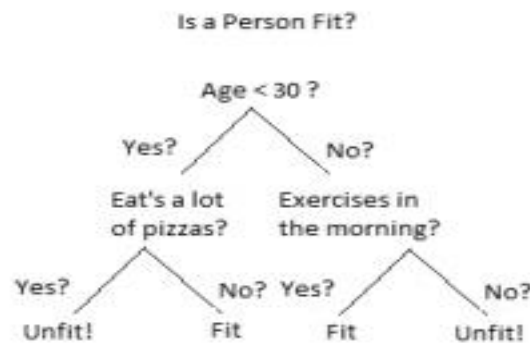 Is a Person Fit?
Age < 30 ?
Yes?
No?
Eat's a lot
of pizzas?
Exercises in
the morning?
Yes?
No?
Yes?
No?
Unfit!
Fit
Fit
Unfit!